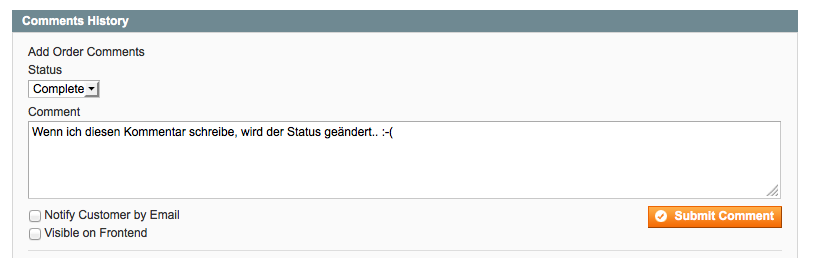 Comments History
Add Order Comments
Status
Complete
Comment
Wenn ich diesen Kommentar schreibe, wird der Status geändert.. :-(
Notify Customer by Email
Submit Comment
Visible on Frontend